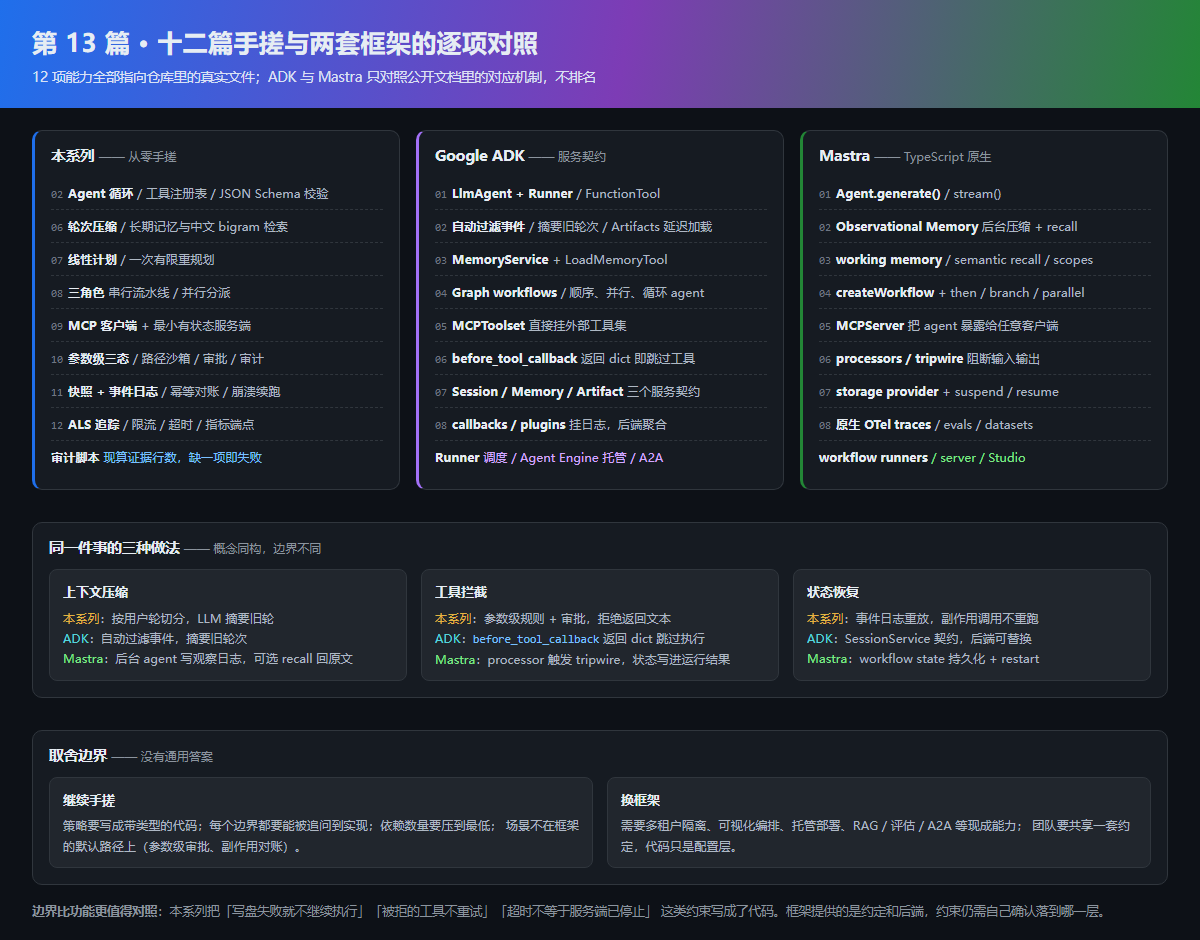 第 13 篇 · 十二篇手搓与两套框架的逐项对照
12 项能力全部指向仓库里的真实文件；ADK 与 Mastra 只对照公开文档里的对应机制，不排名
本系列 —— 从零手搓
02 Agent 循环 / 工具注册表 / JSON Schema 校验
06 轮次压缩 / 长期记忆与中文 bigram 检索
07 线性计划 / 一次有限重规划
08 三角色 串行流水线 / 并行分派
09 MCP 客户端 + 最小有状态服务端
10 参数级三态 / 路径沙箱 / 审批 / 审计
11 快照 + 事件日志 / 幂等对账 / 崩溃续跑
12 ALS 追踪 / 限流 / 超时 / 指标端点
审计脚本 现算证据行数，缺一项即失败
Google ADK —— 服务契约
01 LlmAgent + Runner / FunctionTool
02 自动过滤事件 / 摘要旧轮次 / Artifacts 延迟加载
03 MemoryService + LoadMemoryTool
04 Graph workflows / 顺序、并行、循环 agent
05 MCPToolset 直接挂外部工具集
06 before_tool_callback 返回 dict 即跳过工具
07 Session / Memory / Artifact 三个服务契约
08 callbacks / plugins 挂日志，后端聚合
Runner 调度 / Agent Engine 托管 / A2A
Mastra —— TypeScript 原生
01 Agent.generate() / stream()
02 Observational Memory 后台压缩 + recall
03 working memory / semantic recall / scopes
04 createWorkflow + then / branch / parallel
05 MCPServer 把 agent 暴露给任意客户端
06 processors / tripwire 阻断输入输出
07 storage provider + suspend / resume
08 原生 OTel traces / evals / datasets
workflow runners / server / Studio
同一件事的三种做法 —— 概念同构，边界不同
上下文压缩
本系列：按用户轮切分，LLM 摘要旧轮
ADK：自动过滤事件，摘要旧轮次
Mastra：后台 agent 写观察日志，可选 recall 回原文
工具拦截
本系列：参数级规则 + 审批，拒绝返回文本
ADK：before_tool_callback 返回 dict 跳过执行
Mastra：processor 触发 tripwire，状态写进运行结果
状态恢复
本系列：事件日志重放，副作用调用不重跑
ADK：SessionService 契约，后端可替换
Mastra：workflow state 持久化 + restart
取舍边界 —— 没有通用答案
继续手搓
策略要写成带类型的代码；每个边界都要能被追问到实现；依赖数量要压到最低； 场景不在框架
的默认路径上（参数级审批、副作用对账）。
换框架
需要多租户隔离、可视化编排、托管部署、RAG / 评估 / A2A 等现成能力； 团队要共享一套约
定，代码只是配置层。
边界比功能更值得对照：本系列把「写盘失败就不继续执行」「被拒的工具不重试」「超时不等于服务端已停止」 这类约束写成了代码。框架提供的是约定和后端，约束仍需自己确认落到哪一层。